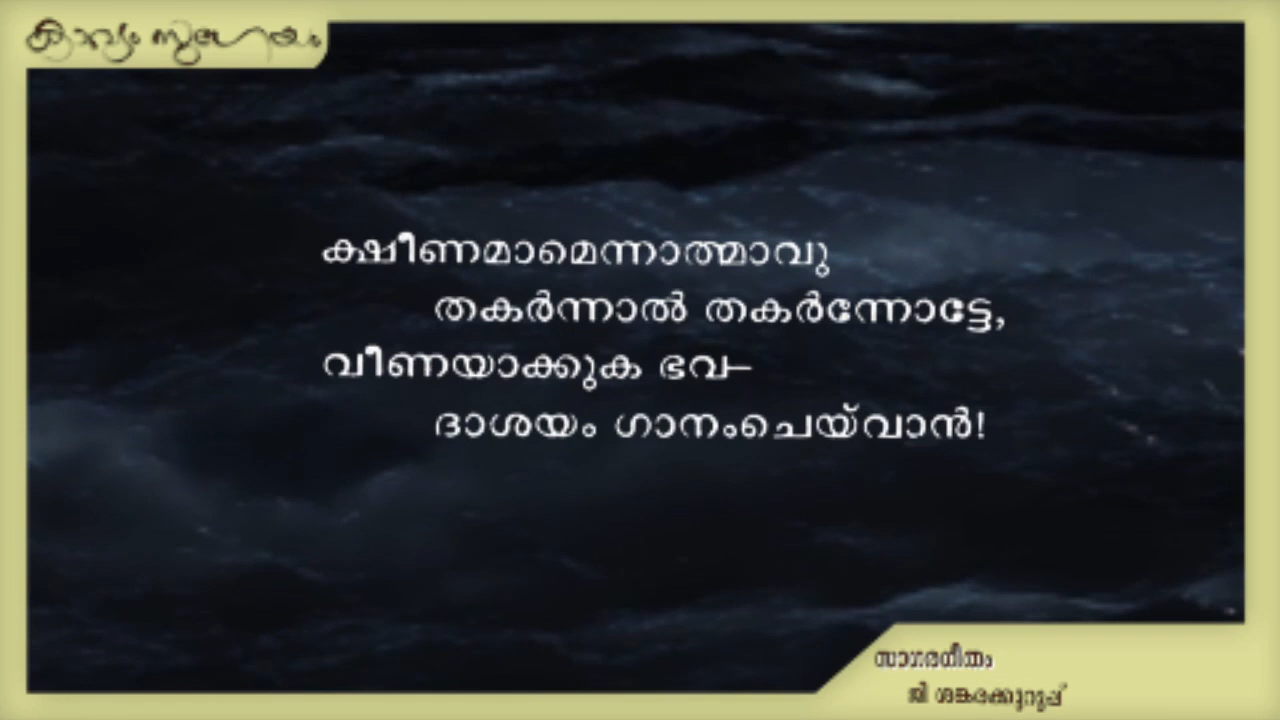 കാവ്യം സുഗേയം
ക്ഷീണമാമെന്നാത്മാവു
തകർന്നാൽ തകർന്നോട്ടേ,
വീണയാക്കുക ഭവ–
ദാശയം ഗാനംചെയ്‌വാൻ!
സാഗരഗീതം
ജി ശങ്കരക്കുറുപ്പ്